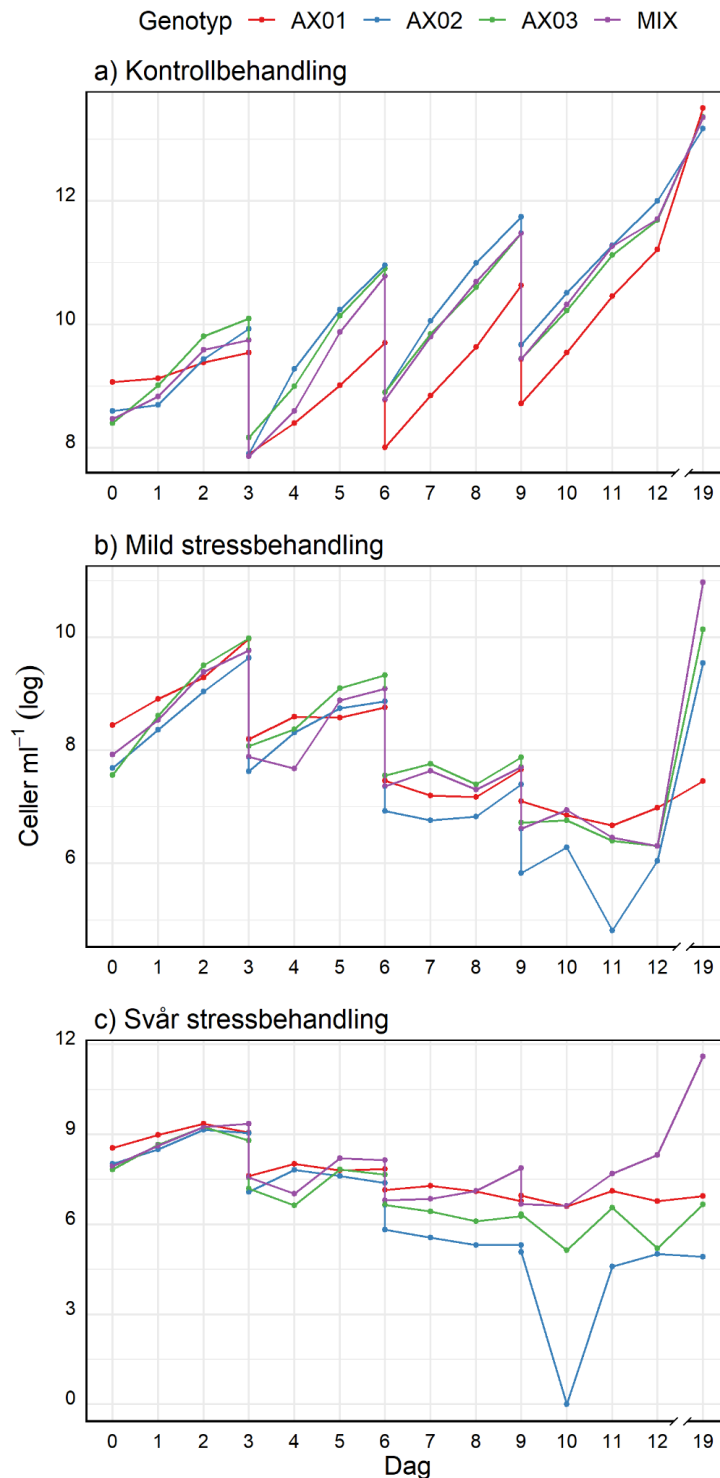 Genotyp AX01 AX02 AX03 MIX
a) Kontrollbehandling
12
10
8
0 1 2 3 4 5 6 7 8 9 10 11 12 19
b) Mild stressbehandling
10
8
6
0 1 2 3 4 5 6 7 8 9 10 11 12 19
Celler ml⁻¹ (log)
c) Svår stressbehandling
12
9
6
3
0
0 1 2 3 4 5 6 7 8 9 10 11 12 19
Dag